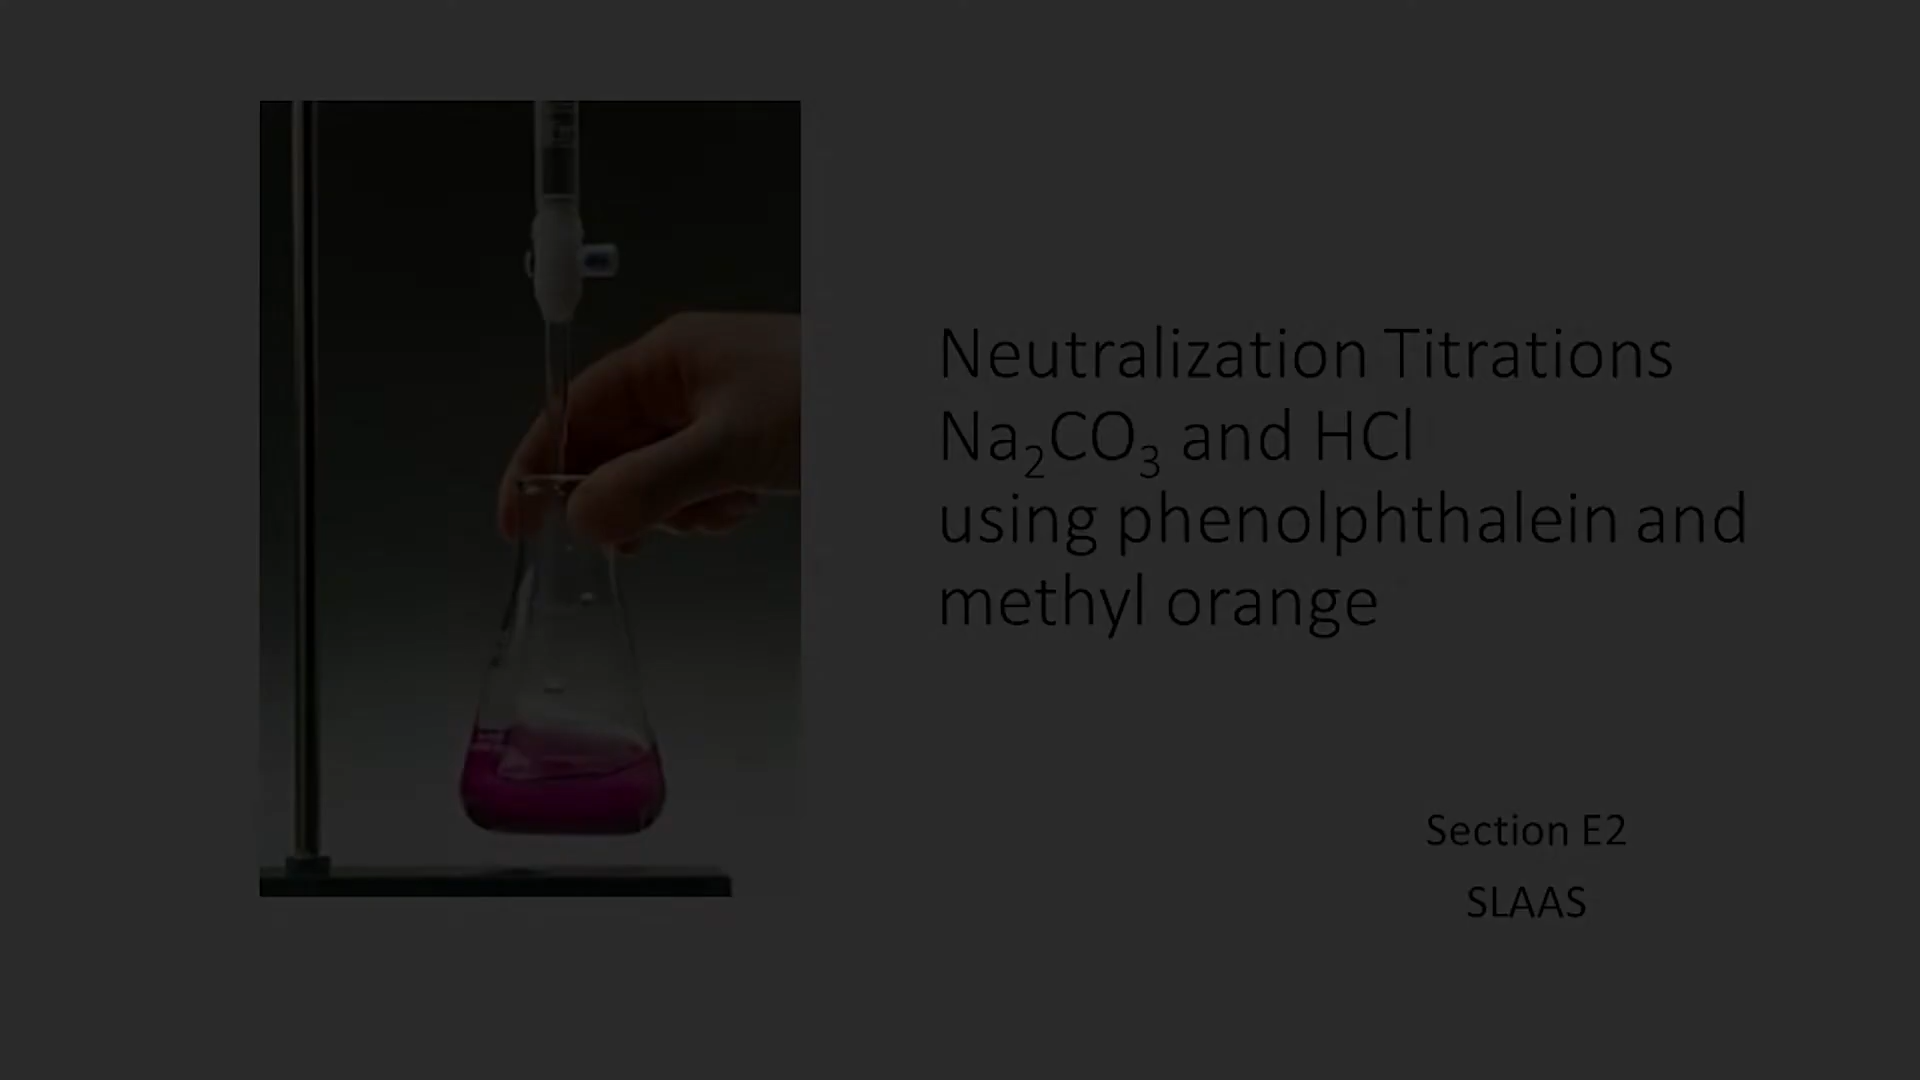 Neutralization Titrations
Na₂CO₃ and HCl
using phenolphthalein and
methyl orange
Section E2
SLAAS